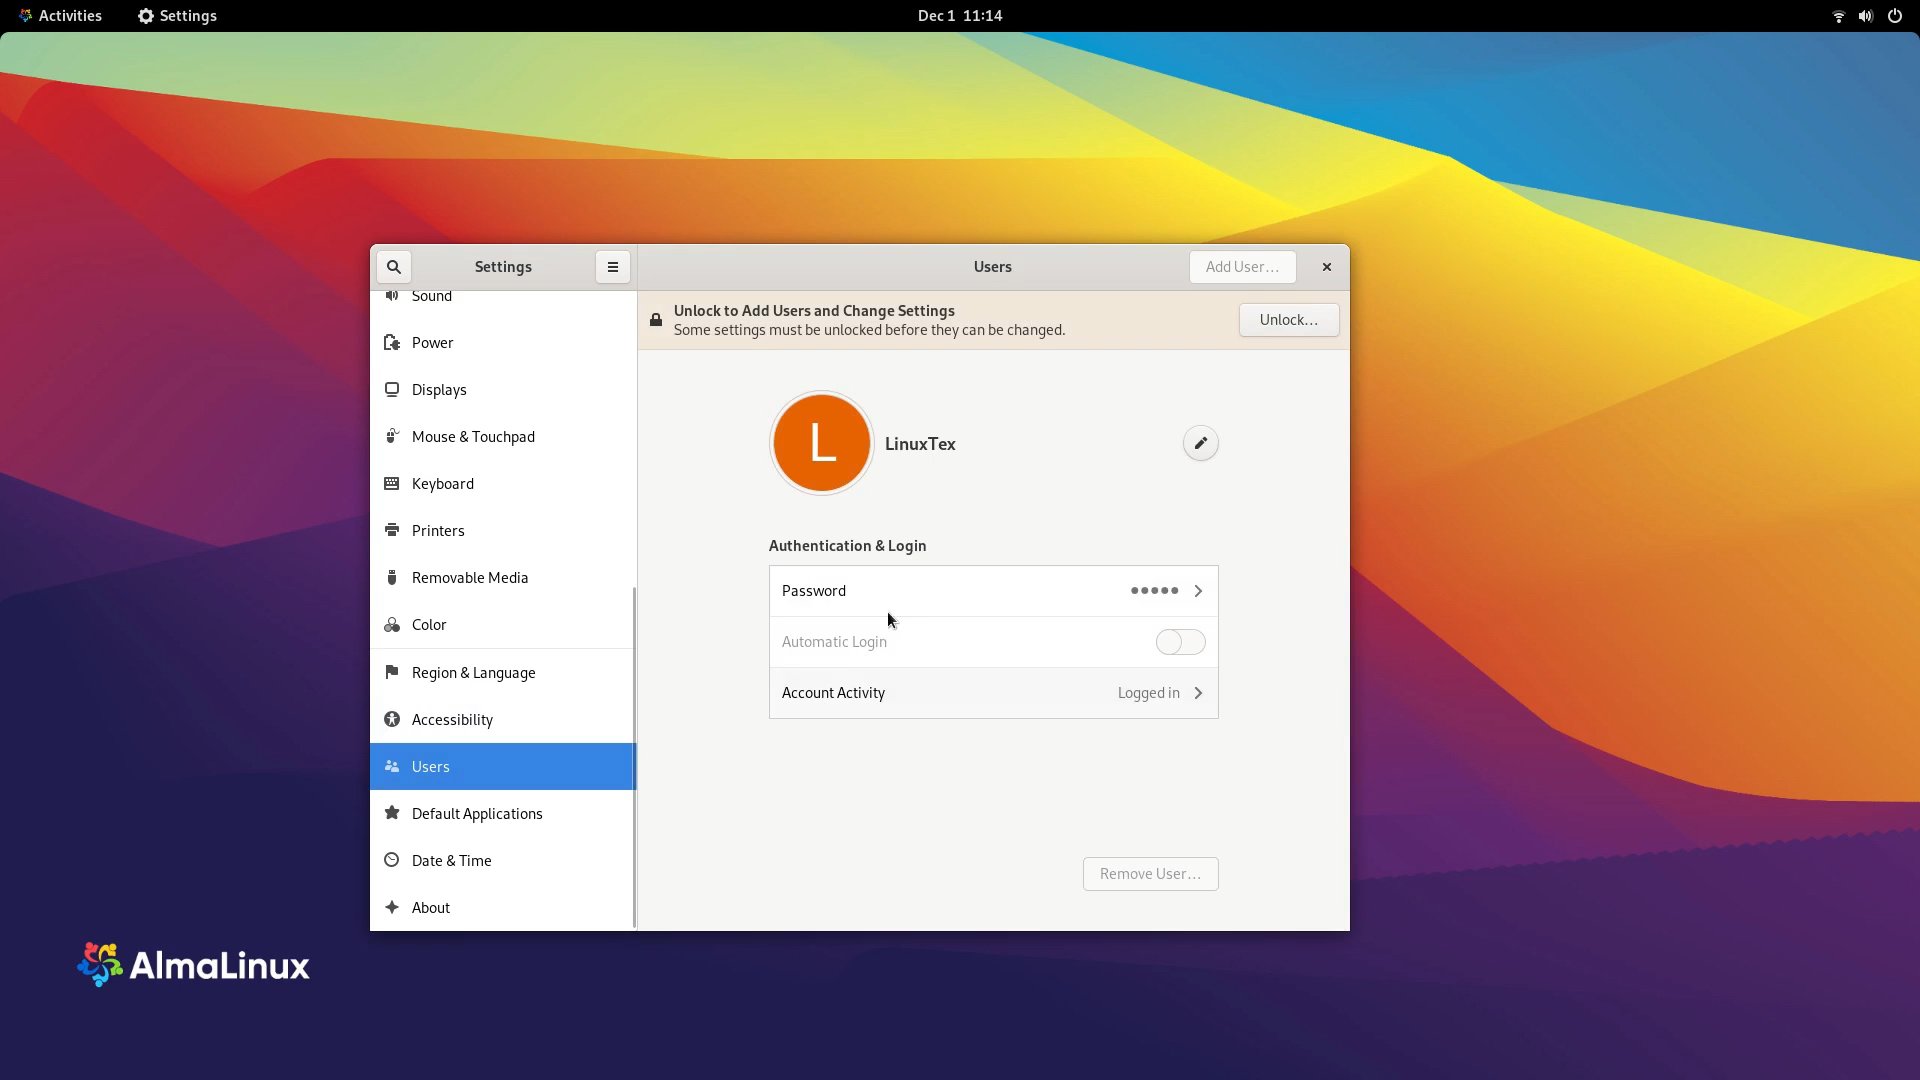 Activities
Settings
Dec 1 11:14
Settings
Users
Add User...
Sound
Power
Displays
Mouse & Touchpad
Keyboard
Printers
Removable Media
Color
Region & Language
Accessibility
Users
Default Applications
Date & Time
About
Unlock to Add Users and Change Settings
Some settings must be unlocked before they can be changed.
Unlock...
L
LinuxTex
Authentication & Login
Password
Automatic Login
Account Activity
Logged in
Remove User...
AlmaLinux